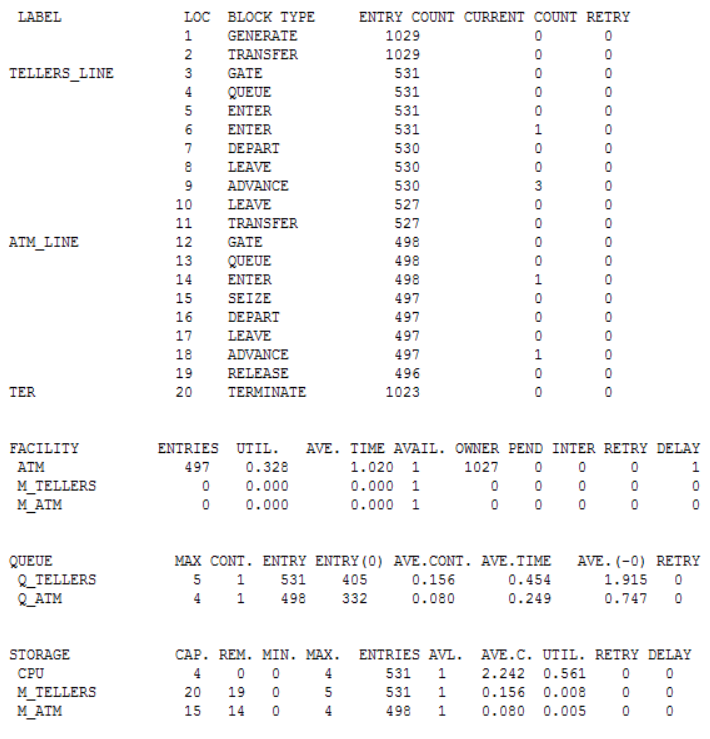 LABEL LOC BLOCK TYPE ENTRY COUNT CURRENT COUNT RETRY
1 GENERATE 1029 0 0
2 TRANSFER 1029 0 0
TELLERS_LINE 3 GATE 531 0 0
4 QUEUE 531 0 0
5 ENTER 531 0 0
6 ENTER 531 1 0
7 DEPART 530 0 0
8 LEAVE 530 0 0
9 ADVANCE 530 3 0
10 LEAVE 527 0 0
11 TRANSFER 527 0 0
ATM_LINE 12 GATE 498 0 0
13 QUEUE 498 0 0
14 ENTER 498 1 0
15 SEIZE 497 0 0
16 DEPART 497 0 0
17 LEAVE 497 0 0
18 ADVANCE 497 1 0
19 RELEASE 496 0 0
TER 20 TERMINATE 1023 0 0
FACILITY ENTRIES UTIL. AVE. TIME AVAIL. OWNER PEND INTER RETRY DELAY
ATM 497 0.328 1.020 1 1027 0 0 0 1
M_TELLERS 0 0.000 0.000 1 0 0 0 0 0
M_ATM 0 0.000 0.000 1 0 0 0 0 0
QUEUE MAX CONT. ENTRY ENTRY(0) AVE.CONT. AVE.TIME AVE.(-0) RETRY
Q_TELLERS 5 1 531 405 0.156 0.454 1.915 0
Q_ATM 4 1 498 332 0.080 0.249 0.747 0
STORAGE CAP. REM. MIN. MAX. ENTRIES AVL. AVE.C. UTIL. RETRY DELAY
CPU 4 0 0 4 531 1 2.242 0.561 0 0
M_TELLERS 20 19 0 5 531 1 0.156 0.008 0 0
M_ATM 15 14 0 4 498 1 0.080 0.005 0 0